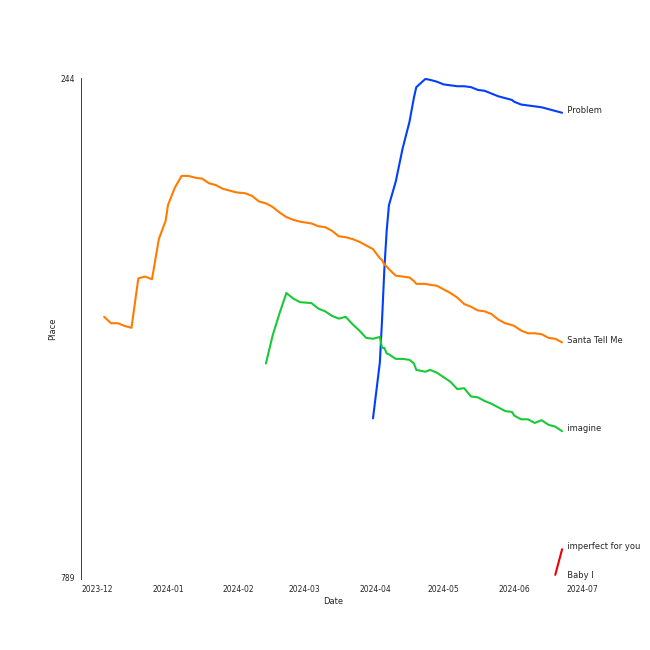 244
Problem
Santa Tell Me
Place
imagine
imperfect for you
Baby I
789
2023-12 2024-01 2024-02 2024-03 2024-04 2024-05 2024-06 2024-07
Date